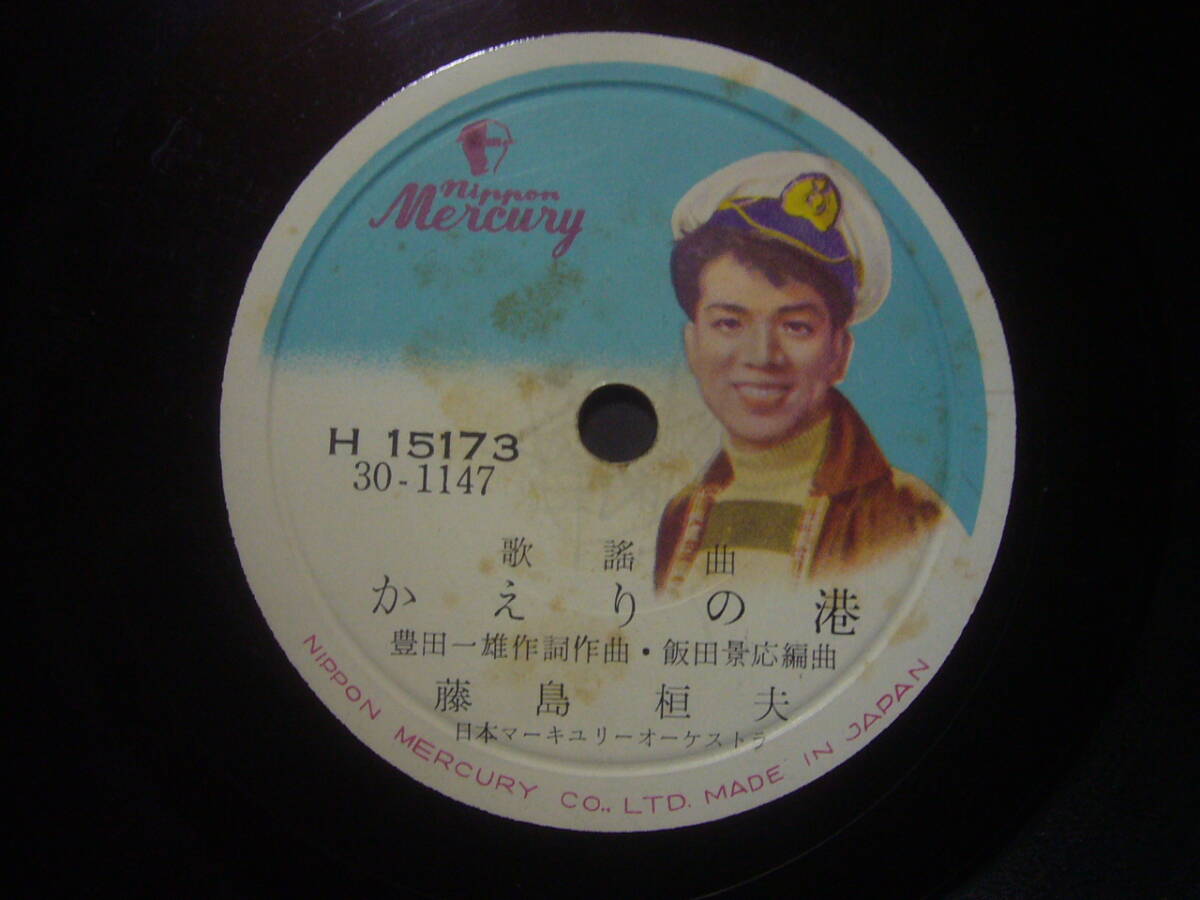 Nippon
Mercury
H 15173
30-1147
歌謡曲
かえりの港
豊田一雄作詞作曲・飯田景応編曲
藤島桓夫
日本マーキユリーオーケストラ
NIPPON MERCURY CO., LTD. MADE IN JAPAN